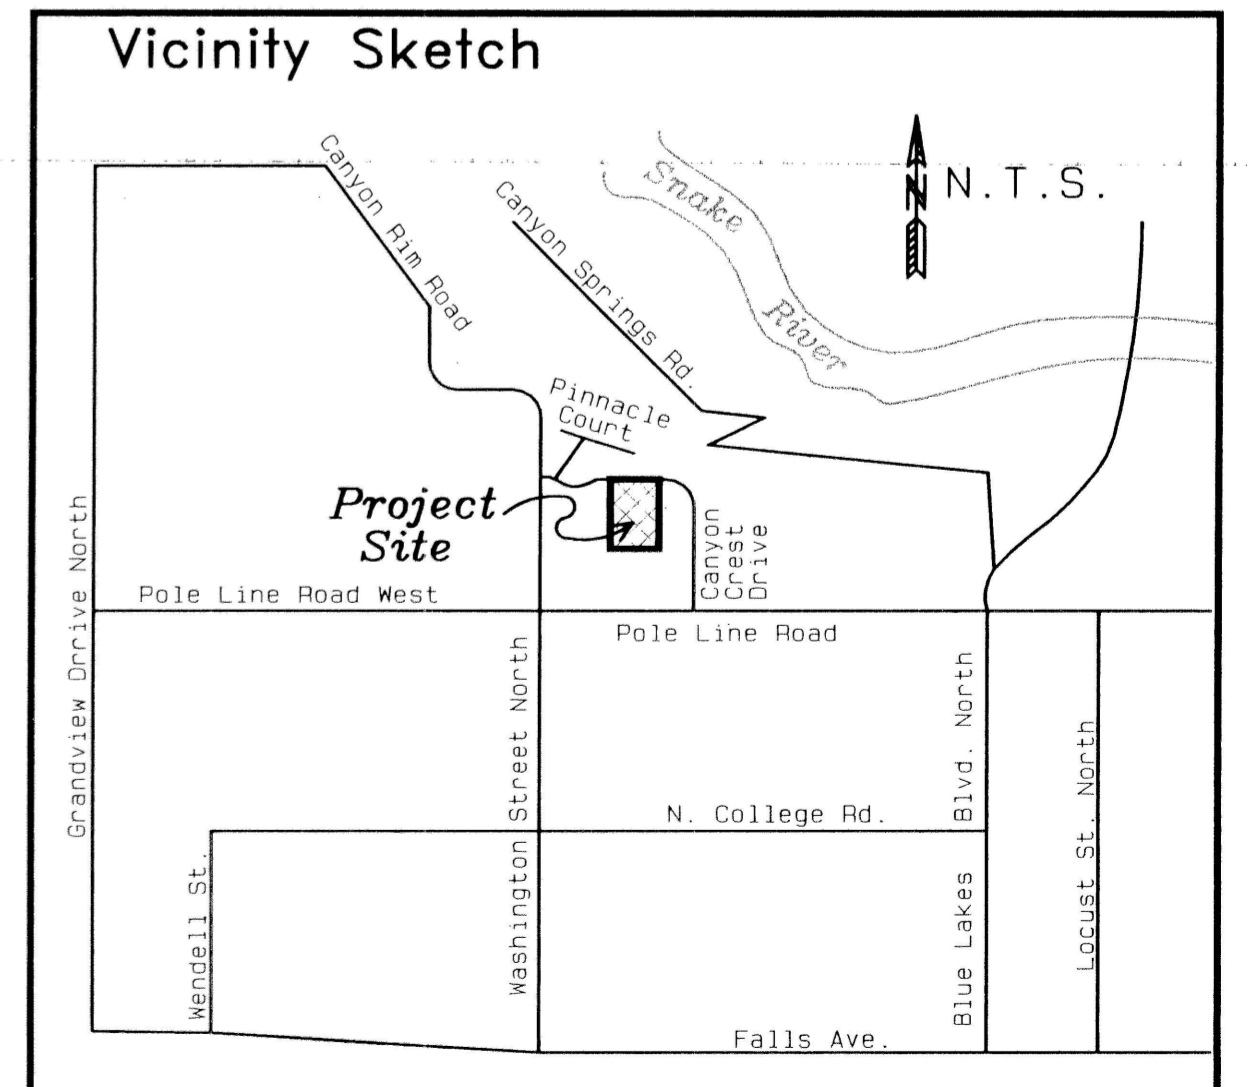 Vicinity Sketch
N
N.T.S.
Canyon Rim Road
Canyon Springs Rd.
Snake
River
Pinnacle
Court
Project
Site
Canyon
Crest
Drive
Grandview Drrive North
Pole Line Road West
Pole Line Road
Washington Street North
Blue Lakes Blvd. North
Locust St. North
N. College Rd.
Wendell St.
Falls Ave.